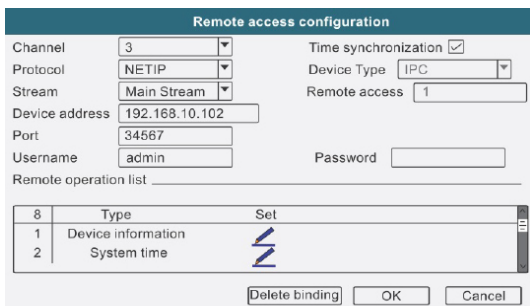 Remote access configuration
Channel 3 Time synchronization
Protocol NETIP Device Type IPC
Stream Main Stream Remote access 1
Device address 192.168.10.102
Port 34567
Username admin Password
Remote operation list
8 Type Set
1 Device information
2 System time
Delete binding OK Cancel